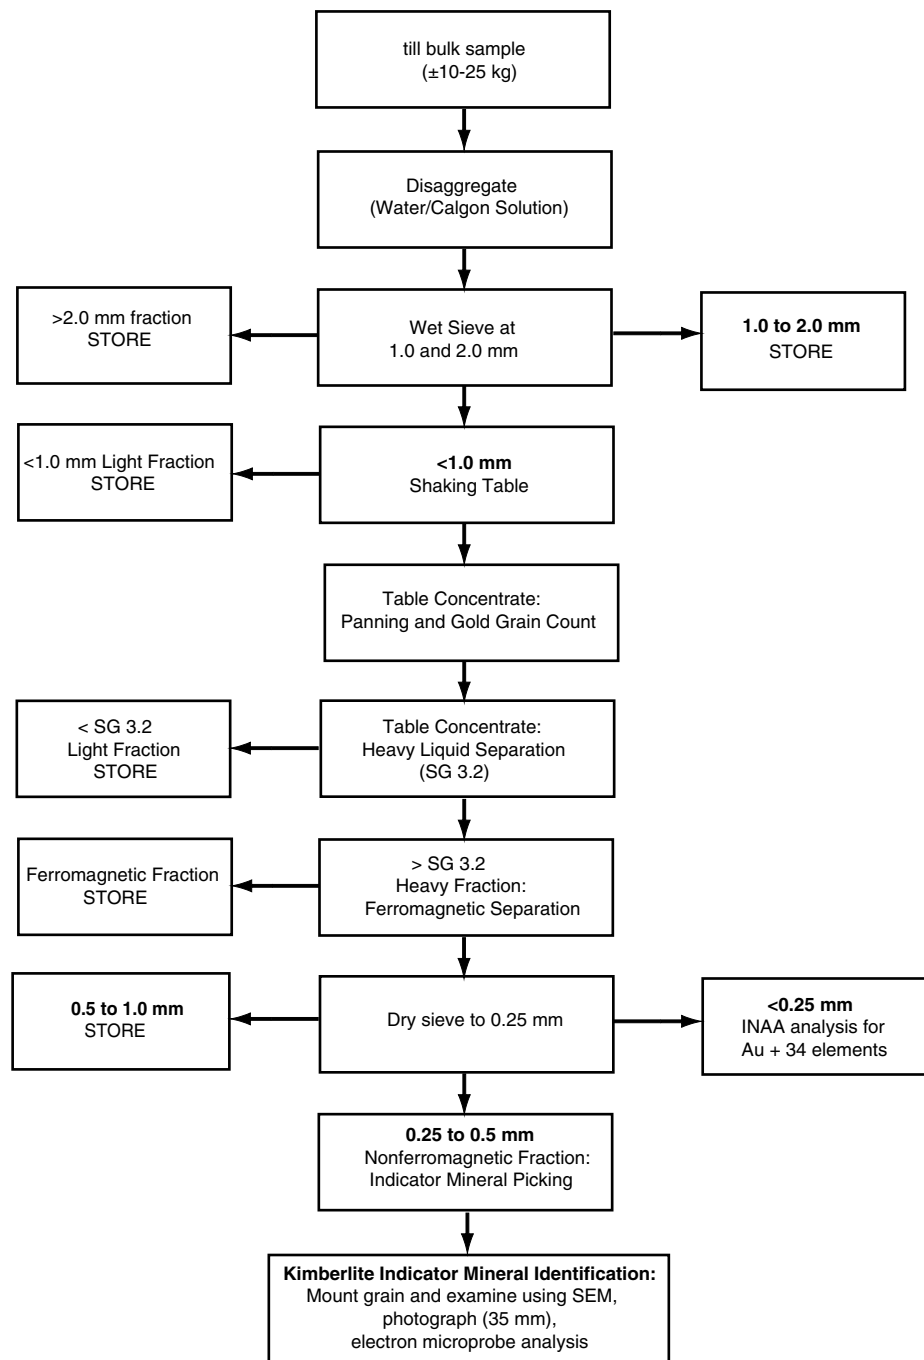 till bulk sample
(±10-25 kg)
Disaggregate
(Water/Calgon Solution)
>2.0 mm fraction
STORE
Wet Sieve at
1.0 and 2.0 mm
1.0 to 2.0 mm
STORE
<1.0 mm Light Fraction
STORE
<1.0 mm
Shaking Table
Table Concentrate:
Panning and Gold Grain Count
< SG 3.2
Light Fraction
STORE
Table Concentrate:
Heavy Liquid Separation
(SG 3.2)
Ferromagnetic Fraction
STORE
> SG 3.2
Heavy Fraction:
Ferromagnetic Separation
0.5 to 1.0 mm
STORE
Dry sieve to 0.25 mm
<0.25 mm
INAA analysis for
Au + 34 elements
0.25 to 0.5 mm
Nonferromagnetic Fraction:
Indicator Mineral Picking
Kimberlite Indicator Mineral Identification:
Mount grain and examine using SEM,
photograph (35 mm),
electron microprobe analysis